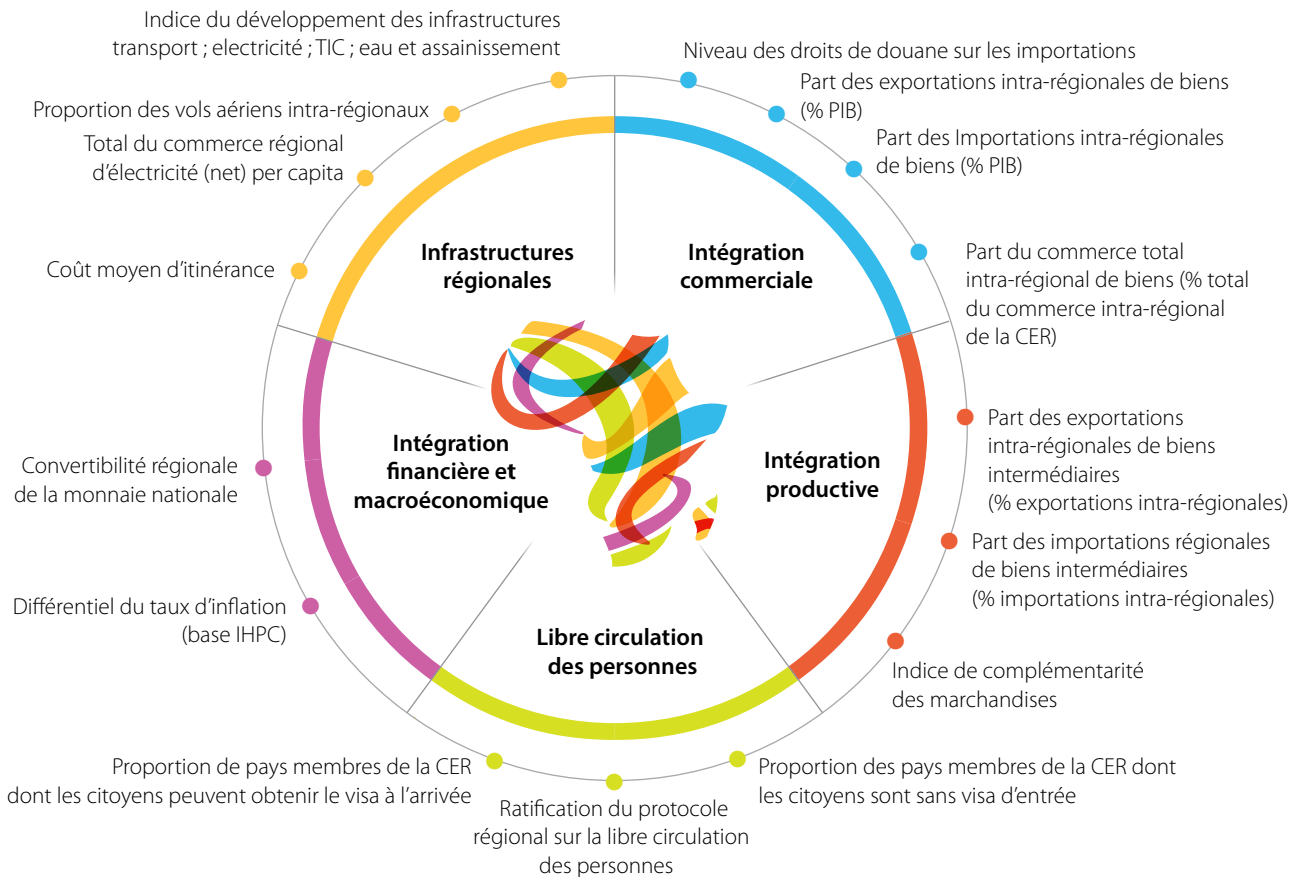 Indice du développement des infrastructures
transport ; electricité ; TIC ; eau et assainissement
Proportion des vols aériens intra-régionaux
Total du commerce régional
d'électricité (net) per capita
Coût moyen d'itinérance
Niveau des droits de douane sur les importations
Part des exportations intra-régionales de biens
(% PIB)
Part des Importations intra-régionales
de biens (% PIB)
Part du commerce total
intra-régional de biens (% total
du commerce intra-régional
de la CER)
Infrastructures
régionales
Intégration
commerciale
Intégration
financière et
macroéconomique
Intégration
productive
Libre circulation
des personnes
Part des exportations
intra-régionales de biens
intermédiaires
(% exportations intra-régionales)
Part des importations régionales
de biens intermédiaires
(% importations intra-régionales)
Indice de complémentarité
des marchandises
Convertibilité régionale
de la monnaie nationale
Différentiel du taux d'inflation
(base IHPC)
Proportion de pays membres de la CER
dont les citoyens peuvent obtenir le visa à l'arrivée
Ratification du protocole
régional sur la libre circulation
des personnes
Proportion des pays membres de la CER dont
les citoyens sont sans visa d'entrée